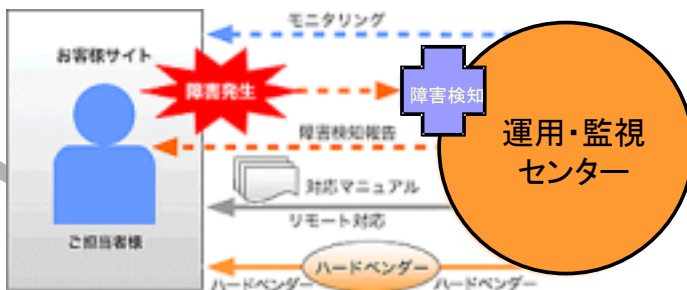 モニタリング
お客様サイト
障害発生
障害検知
障害検知報告
運用・監視
センター
対応マニュアル
リモート対応
ご担当者様
ハードベンダー
ハードベンダー
ハードベンダー